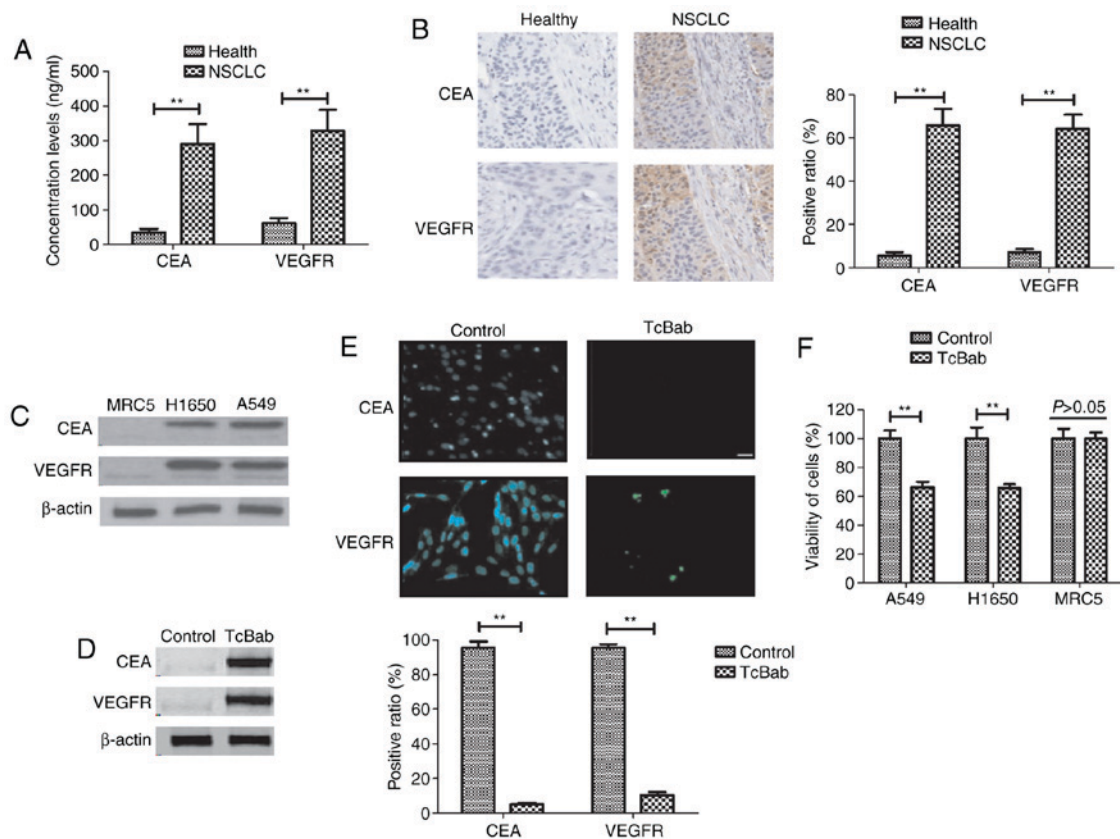 A
Health
NSCLC
Concentration levels (ng/ml)
500
400
300
200
100
0
**
**
CEA
VEGFR
B
Healthy
NSCLC
CEA
VEGFR
Health
NSCLC
Positive ratio (%)
80
60
40
20
0
**
**
CEA
VEGFR
C
MRC5 H1650 A549
CEA
VEGFR
β-actin
D
Control TcBab
CEA
VEGFR
β-actin
E
Control
TcBab
CEA
VEGFR
Positive ratio (%)
100
80
60
40
20
0
**
**
Control
TcBab
CEA
VEGFR
F
Control
TcBab
Viability of cells (%)
120
100
80
60
40
20
0
**
**
P>0.05
A549
H1650
MRC5